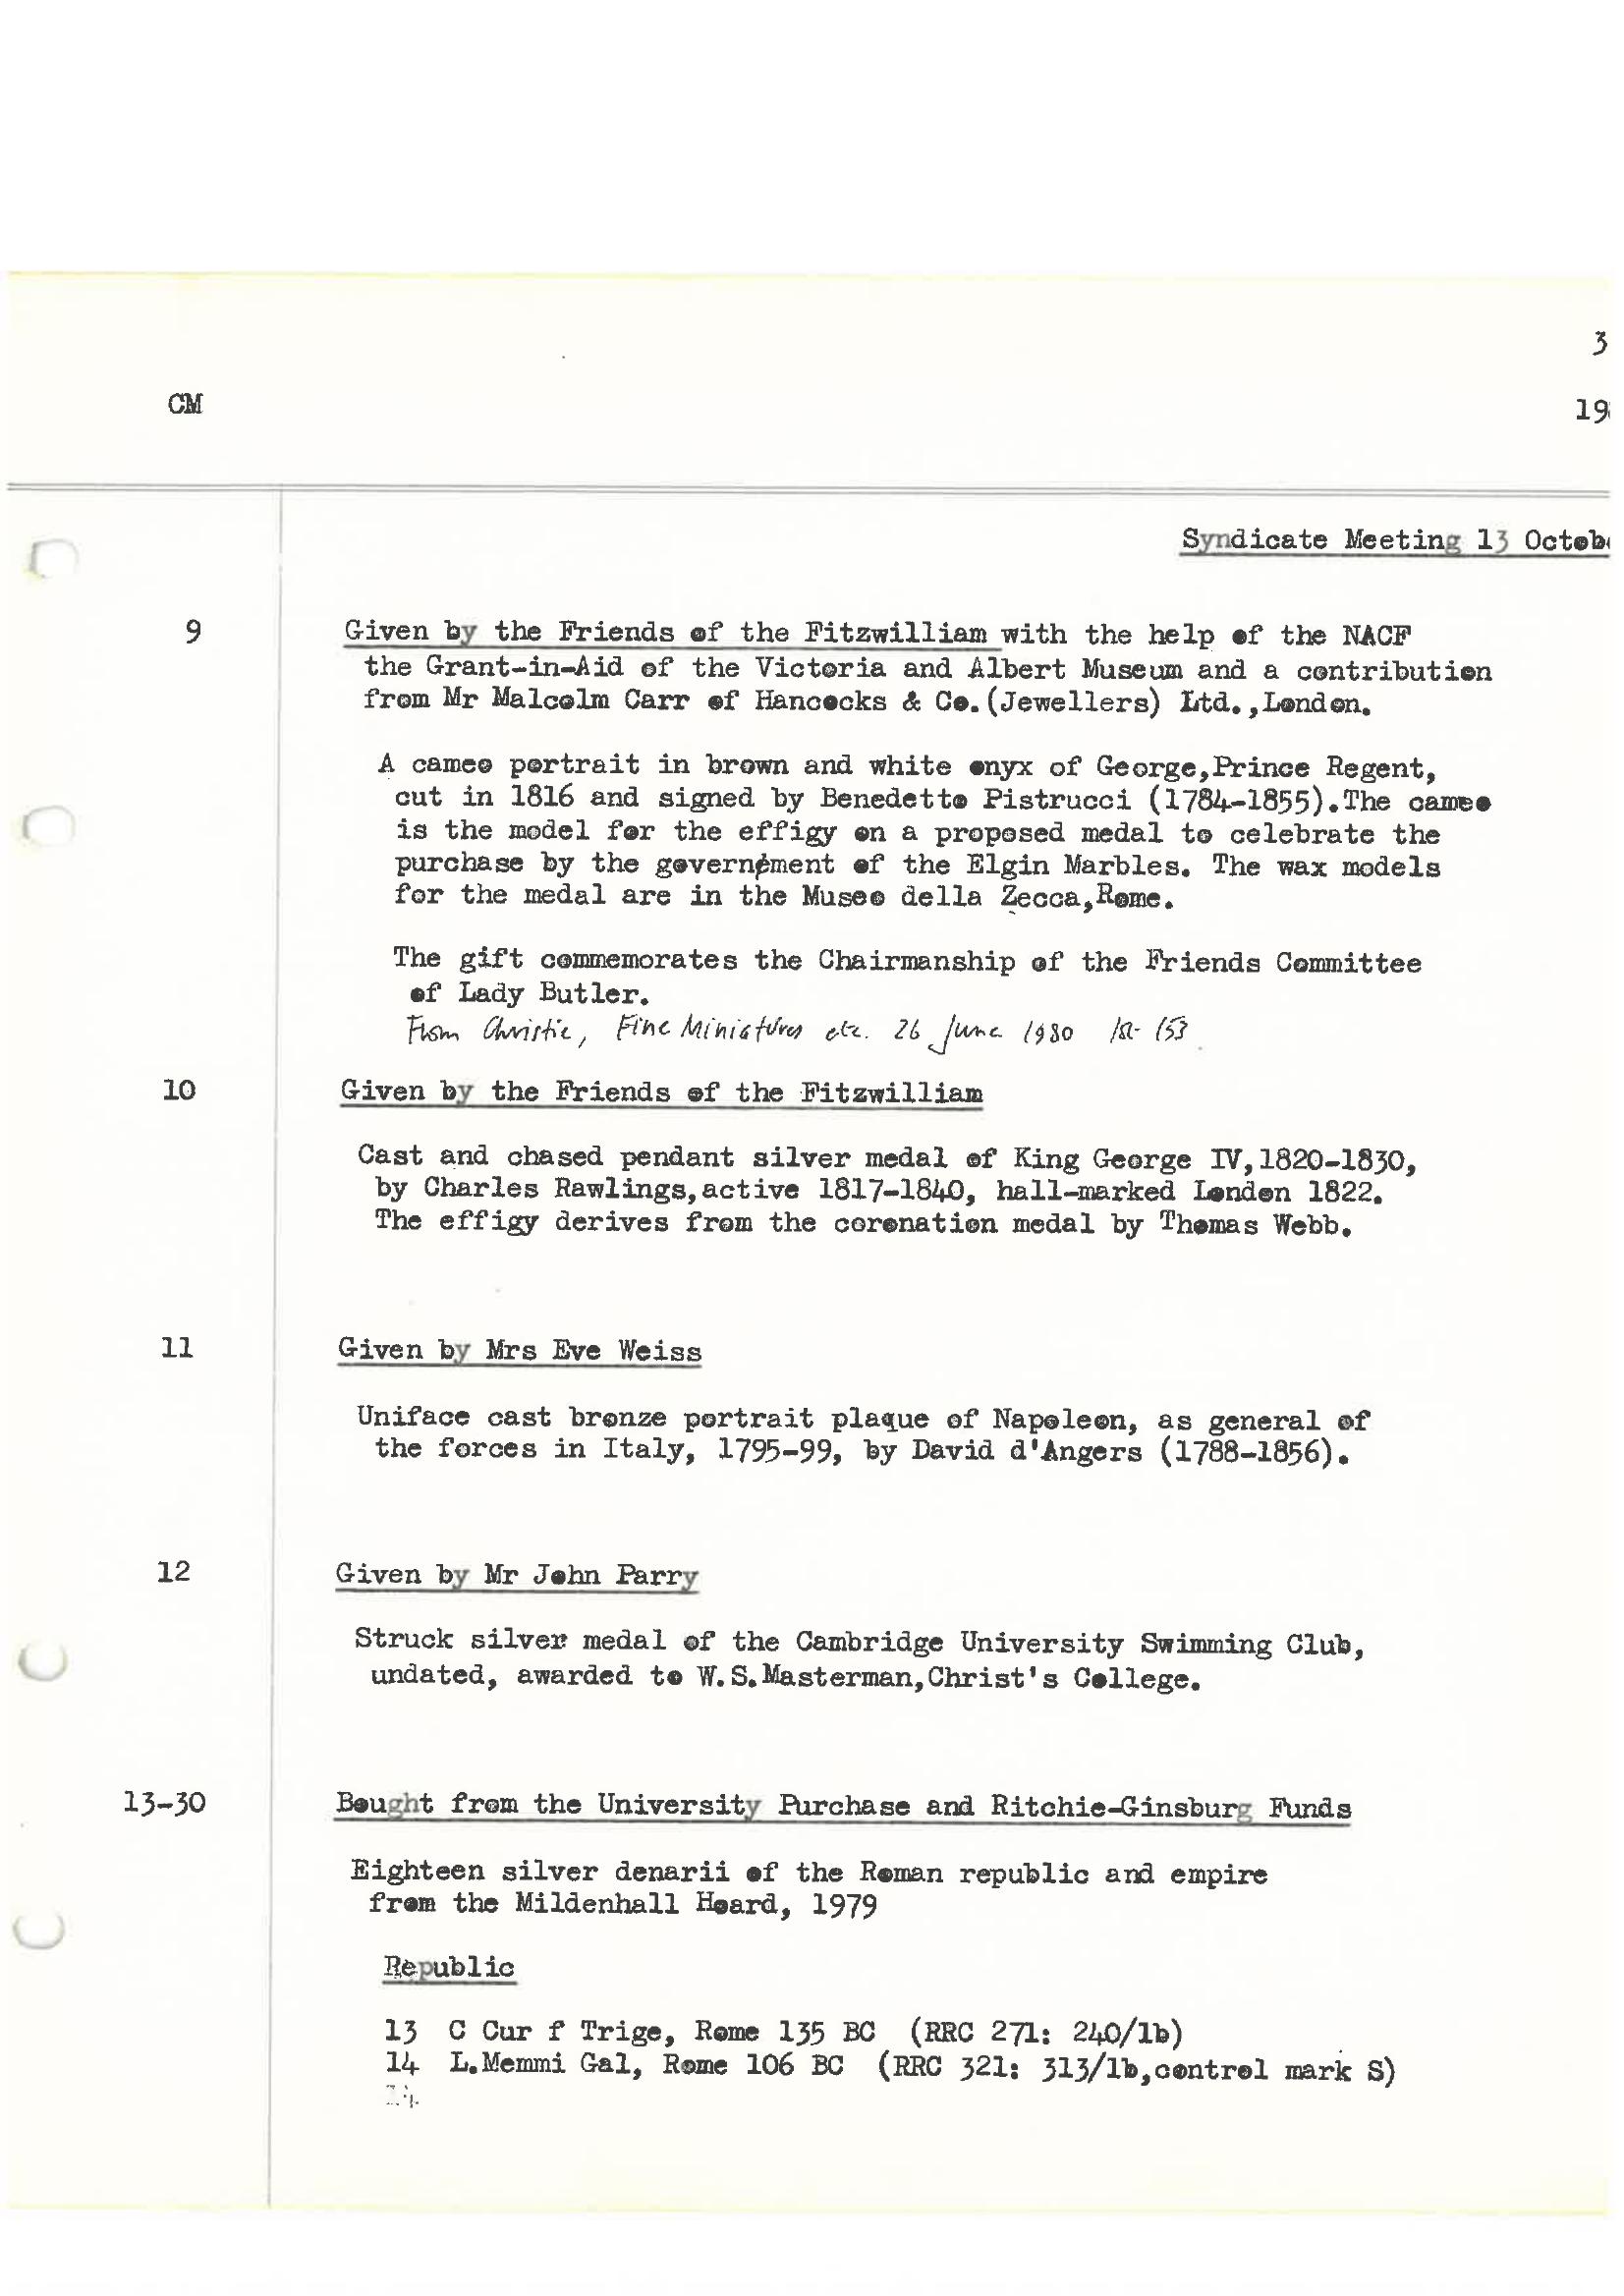 3
CM
19
Syndicate Meeting 13 Octob
9
Given by the Friends of the Fitzwilliam with the help of the NACF
the Grant-in-Aid of the Victoria and Albert Museum and a contribution
from Mr Malcolm Carr of Hancocks & Co.(Jewellers) Ltd.,London.
A cameo portrait in brown and white onyx of George,Prince Regent,
cut in 1816 and signed by Benedetto Pistrucci (1784-1855).The cameo
is the model for the effigy on a proposed medal to celebrate the
purchase by the government of the Elgin Marbles. The wax models
for the medal are in the Museo della Zecca,Rome.
The gift commemorates the Chairmanship of the Friends Committee
of Lady Butler.
From Christie, Fine Miniatures etc. 26 June 1980 153
10
Given by the Friends of the Fitzwilliam
Cast and chased pendant silver medal of King George IV,1820-1830,
by Charles Rawlings,active 1817-1840, hall-marked London 1822.
The effigy derives from the coronation medal by Thomas Webb.
11
Given by Mrs Eve Weiss
Uniface cast bronze portrait plaque of Napoleon, as general of
the forces in Italy, 1795-99, by David d'Angers (1788-1856).
12
Given by Mr John Parry
Struck silver medal of the Cambridge University Swimming Club,
undated, awarded to W.S.Masterman,Christ's College.
13-30
Bought from the University Purchase and Ritchie-Ginsburg Funds
Eighteen silver denarii of the Roman republic and empire
from the Mildenhall Hoard, 1979
Republic
13 C Cur f Trige, Rome 135 BC (RRC 271: 240/1b)
14 L.Memmi Gal, Rome 106 BC (RRC 321: 313/1b,control mark S)